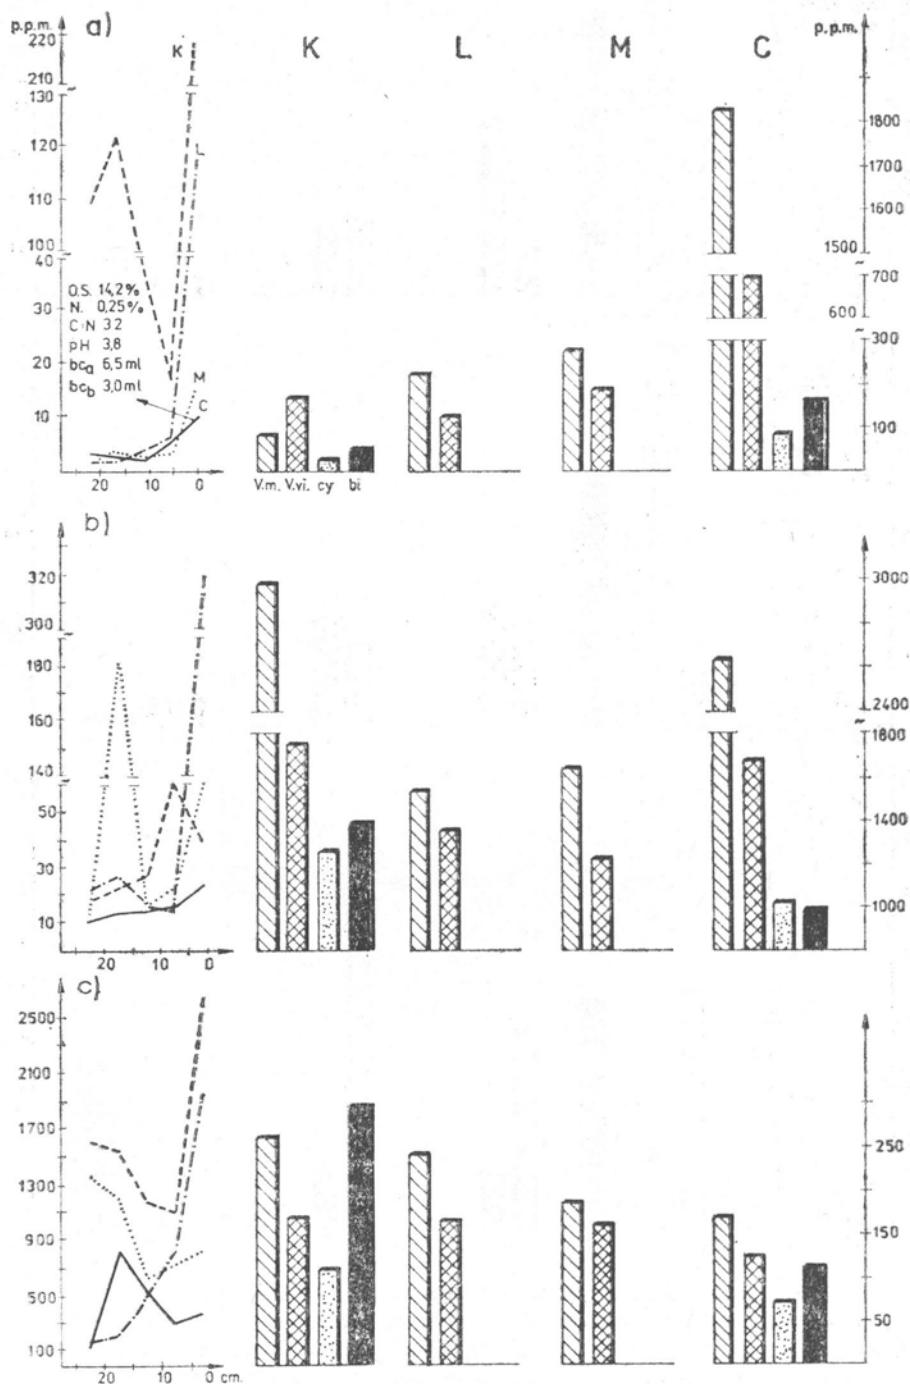 p.p.m. a) K L M C p.p.m.
220
210
130
120
110
100
40
30
20
10
K
L
M
C
O.S. 14,2%
N. 0,25%
C:N 32
pH 3,8
bca 6,5 ml
bcb 3,0 ml
20 10 0
V.m. V.vi. cy bi
1800
1700
1600
1500
700
600
300
100
b)
320
300
180
160
140
50
30
10
20 10 0
3000
2400
1800
1400
1000
c)
2500
2100
1700
1300
900
500
100
20 10 0 cm.
250
150
50